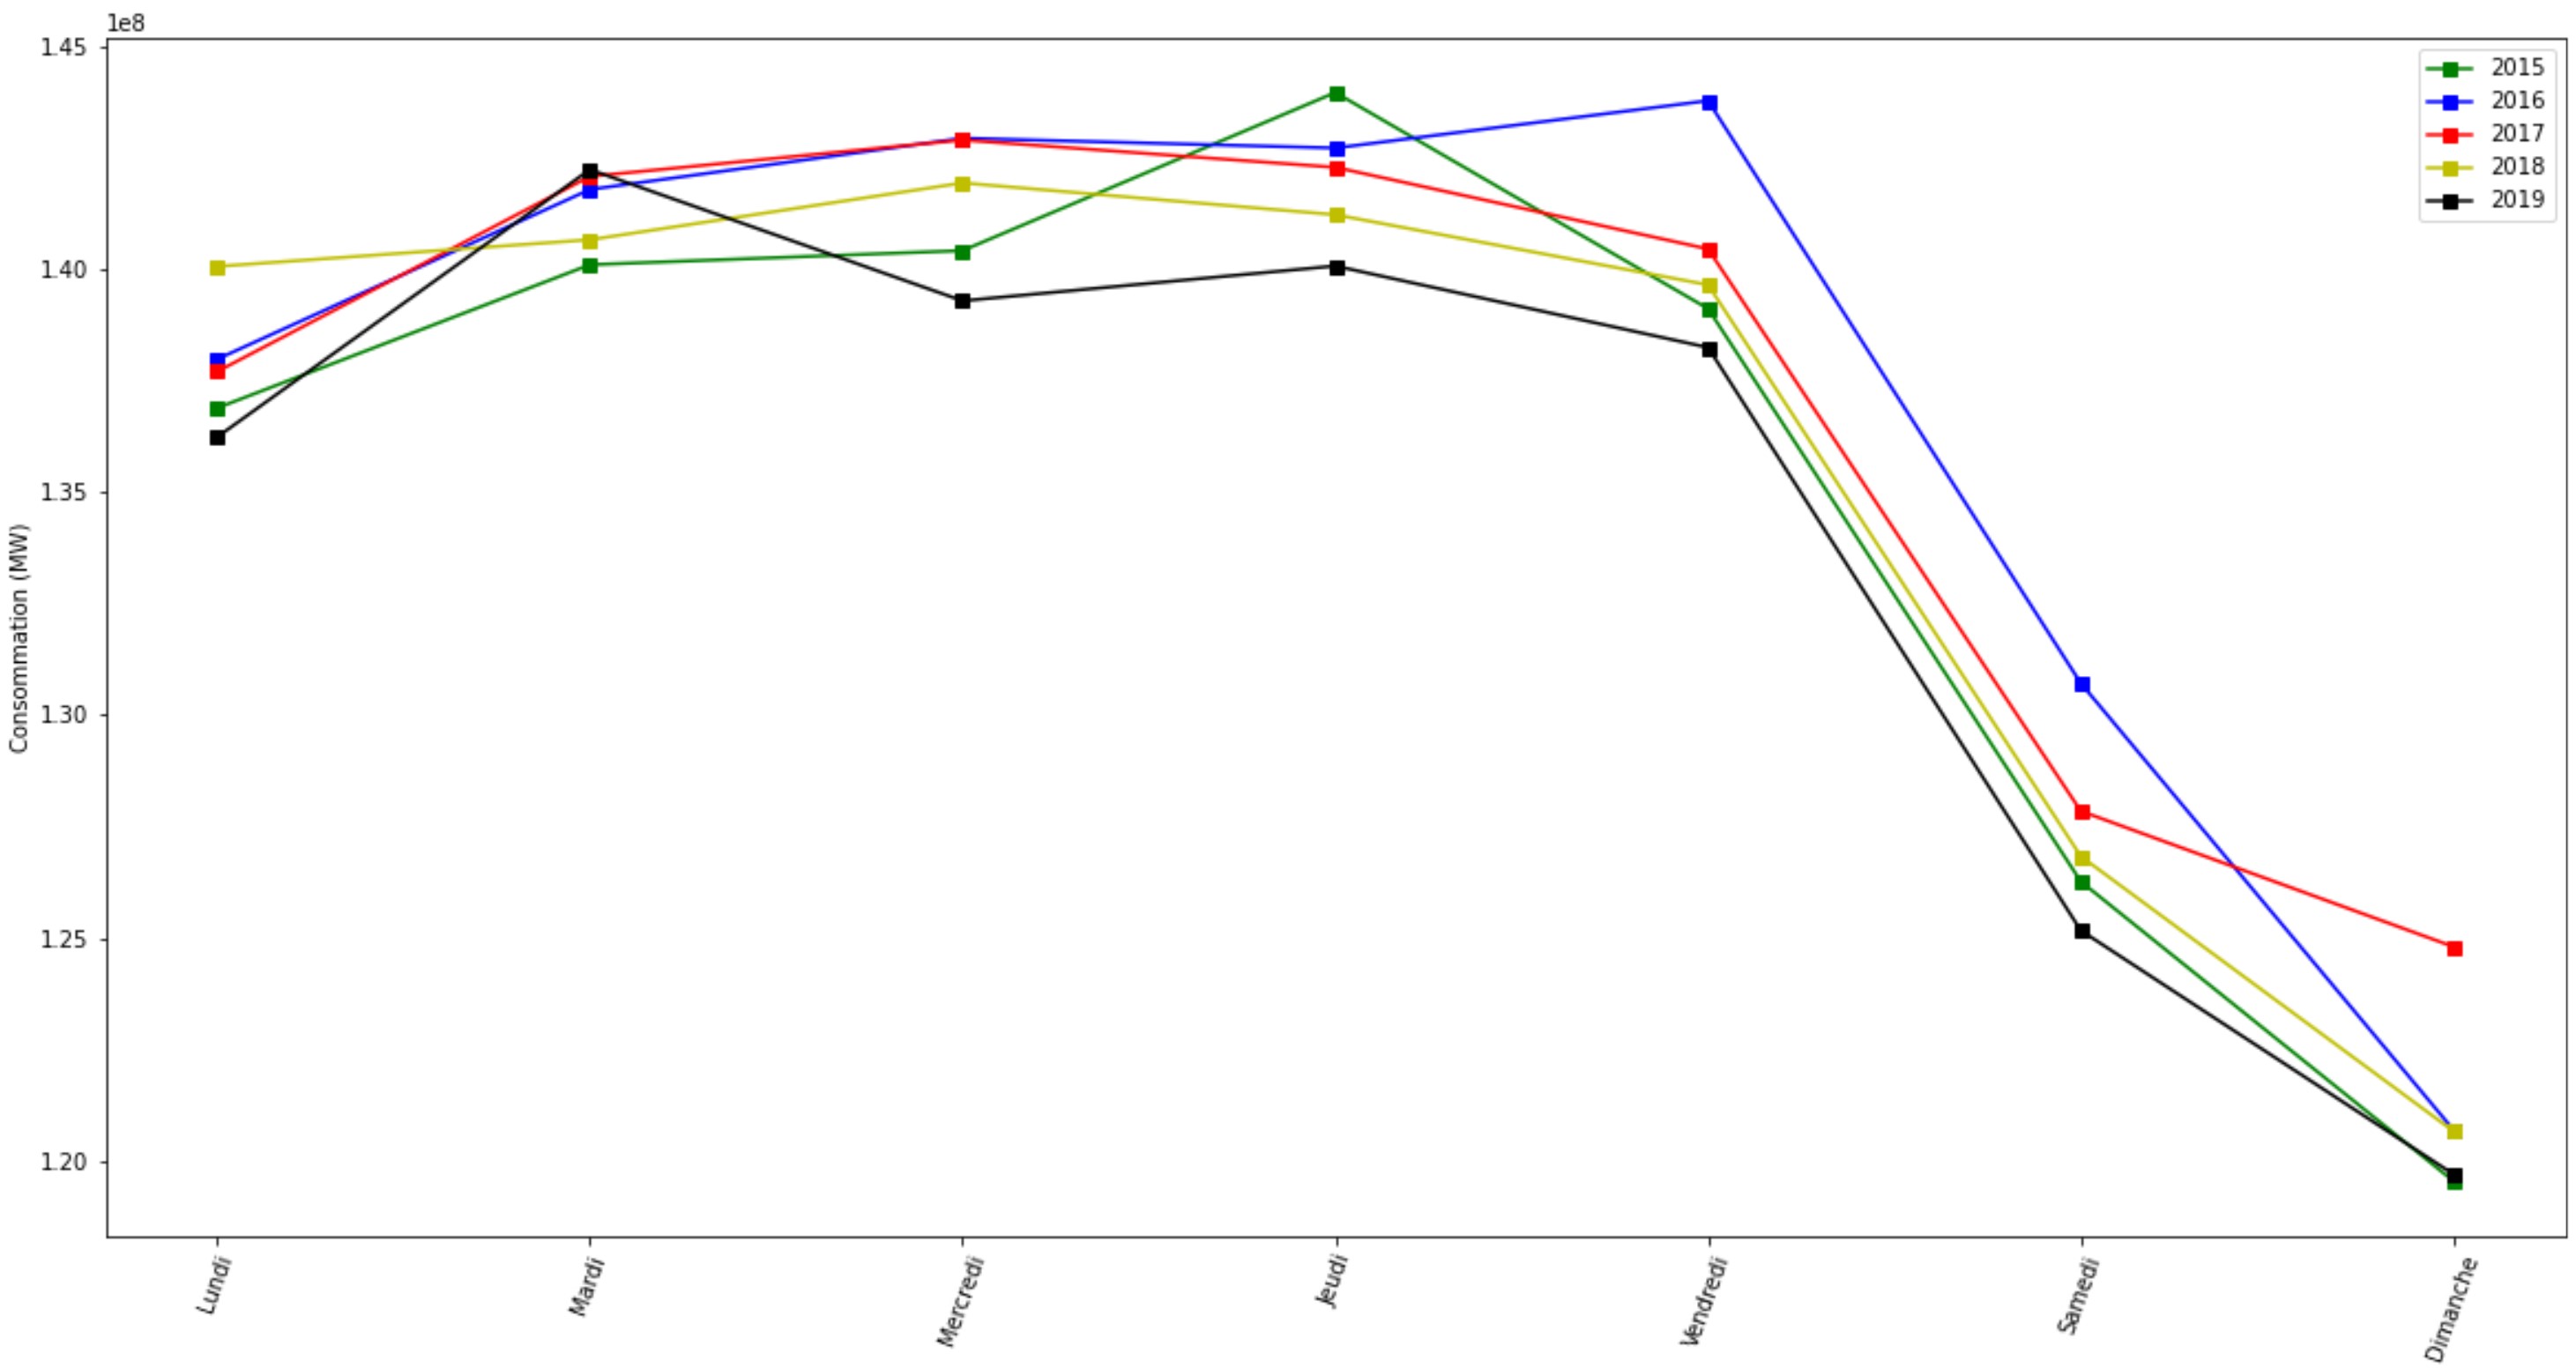 1e8
1.45
1.40
1.35
1.30
1.25
1.20
Consommation (MW)
2015
2016
2017
2018
2019
Lundi
Mardi
Mercredi
Jeudi
Vendredi
Samedi
Dimanche